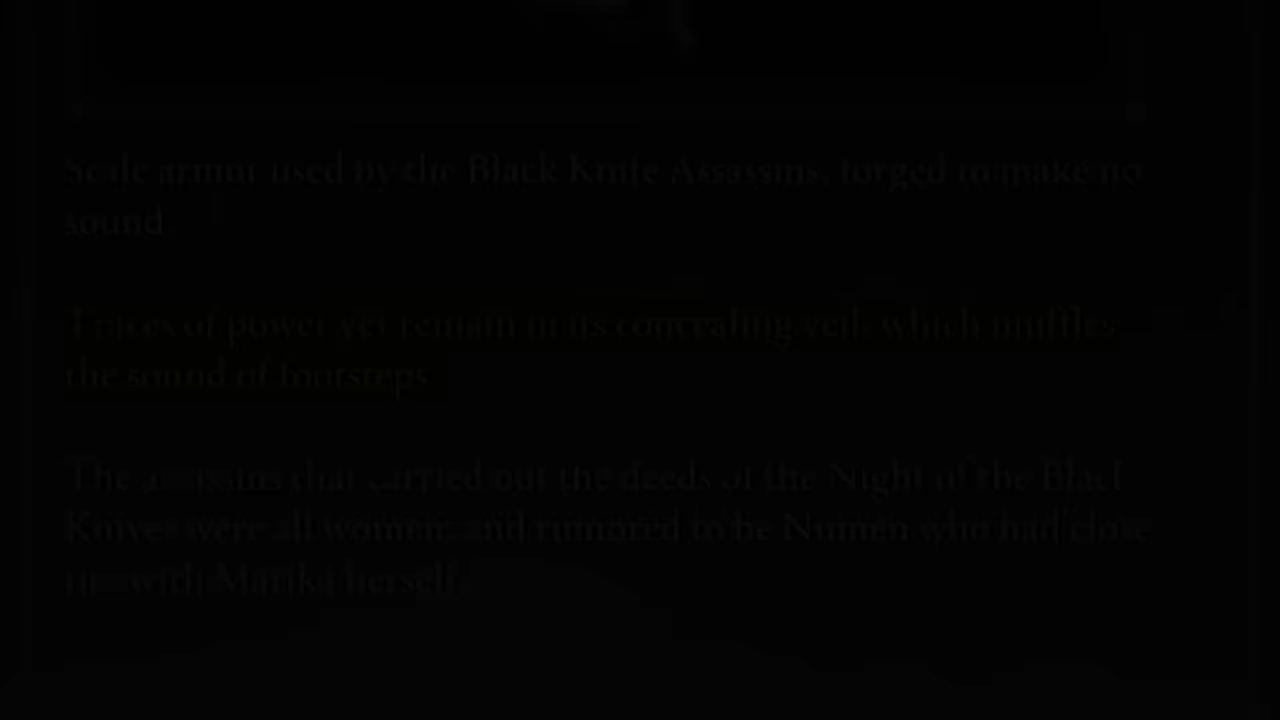 Scale armor used by the Black Knife Assassins, forged to make no
sound.
Traces of power yet remain in its concealing veil, which muffles
the sound of footsteps.
The assassins that carried out the deeds of the Night of the Black
Knives were all women, and rumored to be Numen who had close
ties with Marika herself.